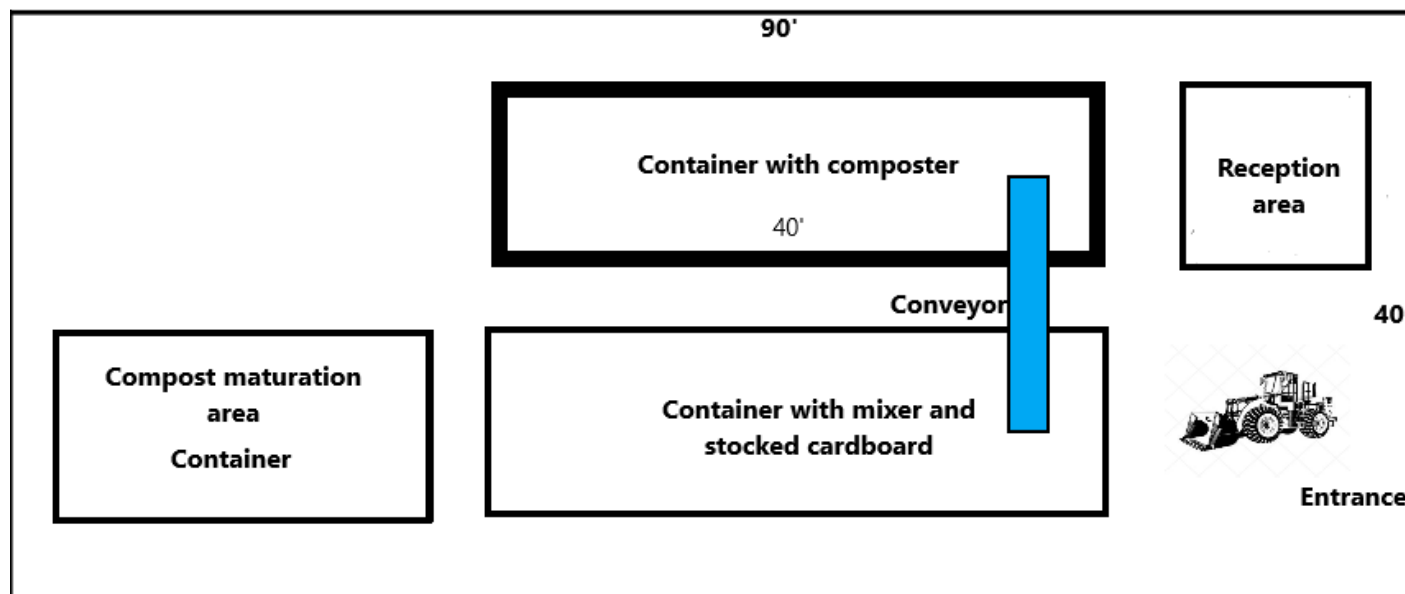 90'
Container with composter
40'
Reception
area
Conveyor
40
Compost maturation
area
Container
Container with mixer and
stocked cardboard
Entrance